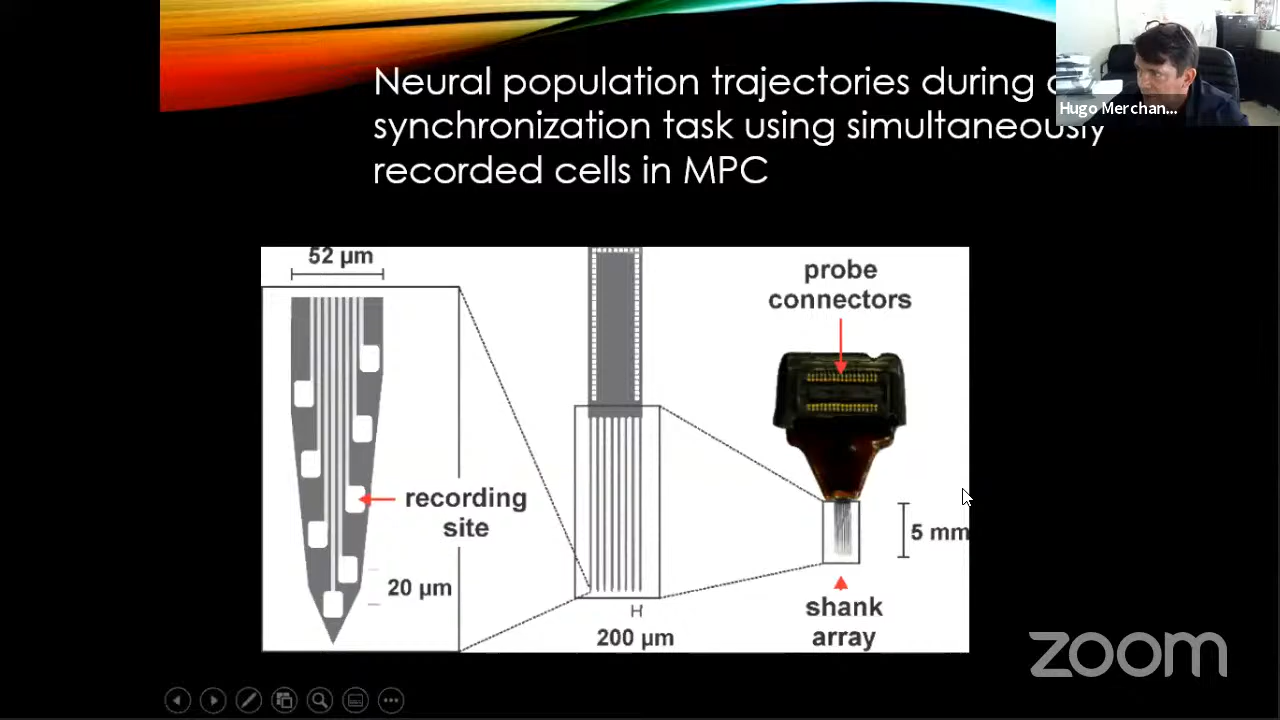 Neural population trajectories during
synchronization task using simultaneously
recorded cells in MPC
Hugo Merchan...
52 µm
recording
site
20 µm
200 µm
probe
connectors
5 mm
shank
array
zoom